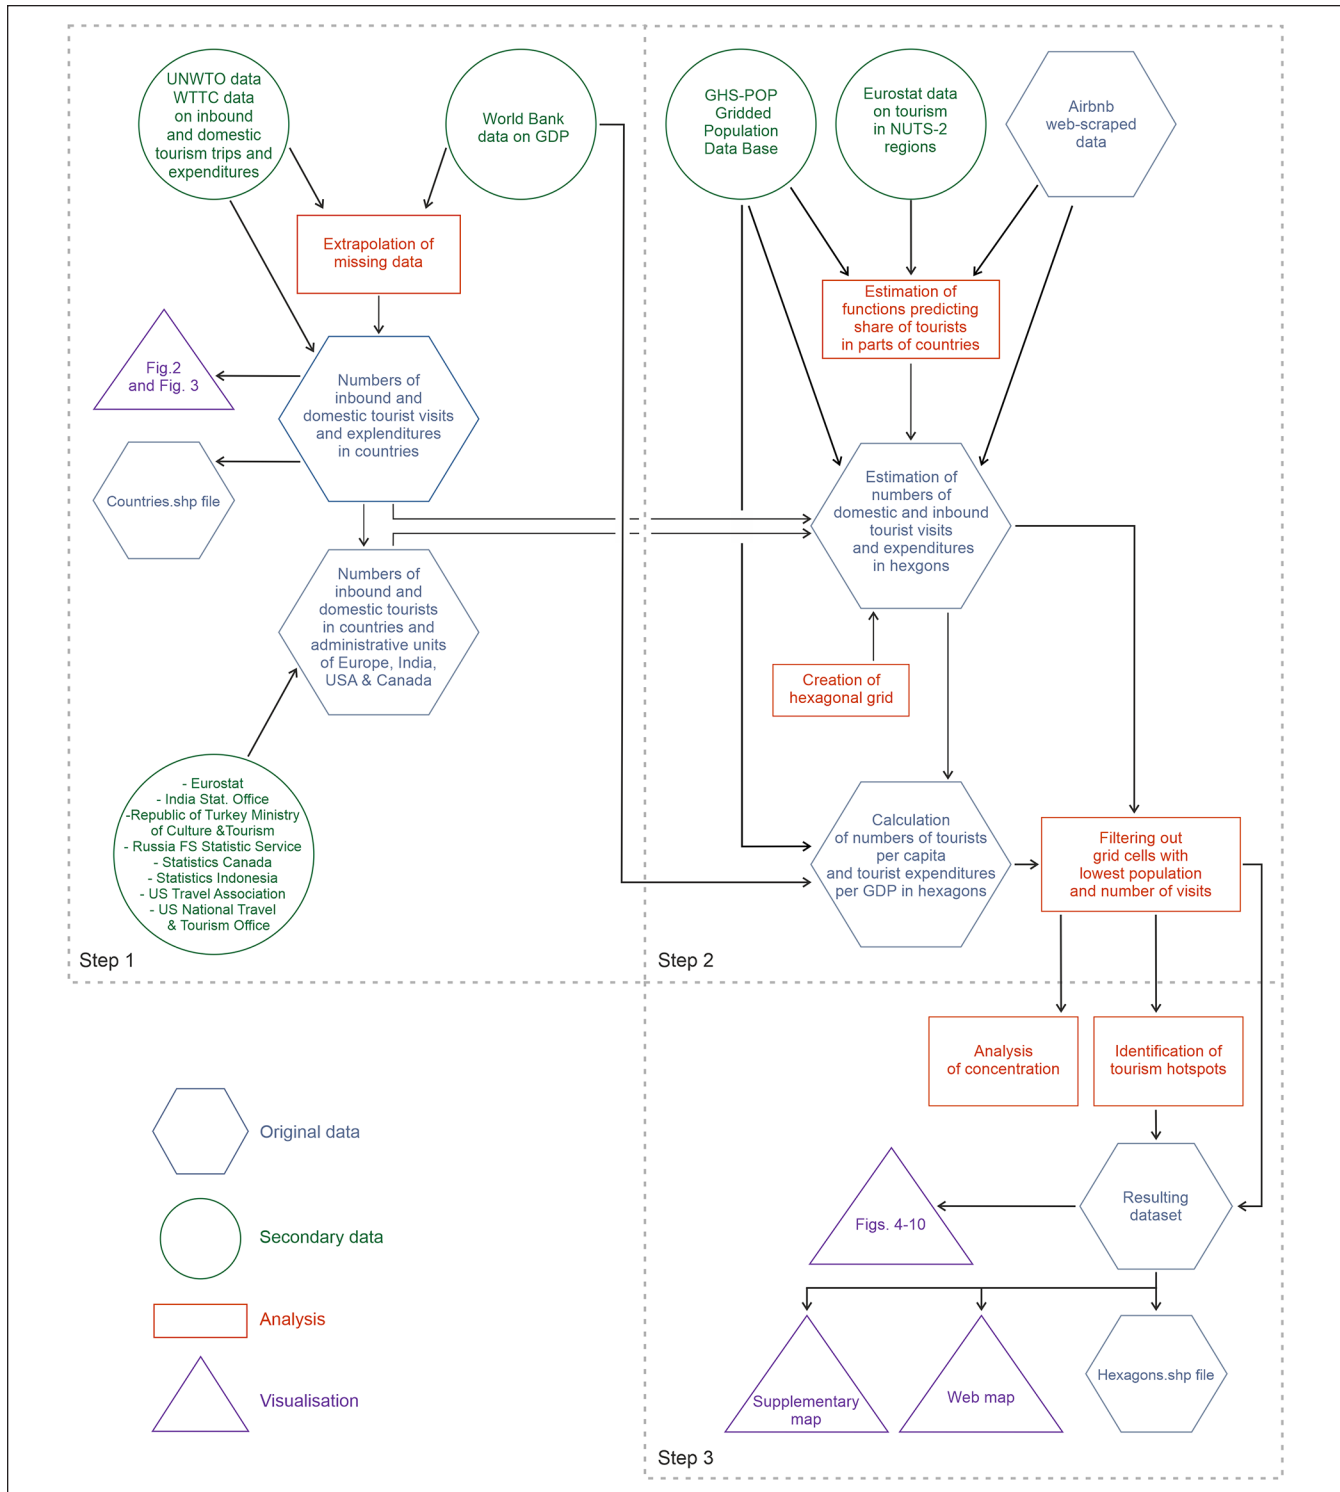 UNWTO data
WTTC data
on inbound
and domestic
tourism trips and
expenditures
World Bank
data on GDP
Extrapolation of
missing data
Fig.2
and Fig. 3
Numbers of
inbound and
domestic tourist visits
and explenditures
in countries
Countries.shp file
Numbers of
inbound and
domestic tourists
in countries and
administrative units
of Europe, India,
USA & Canada
- Eurostat
- India Stat. Office
-Republic of Turkey Ministry
of Culture &Tourism
- Russia FS Statistic Service
- Statistics Canada
- Statistics Indonesia
- US Travel Association
- US National Travel
& Tourism Office
Step 1
GHS-POP
Gridded
Population
Data Base
Eurostat data
on tourism
in NUTS-2
regions
Airbnb
web-scraped
data
Estimation of
functions predicting
share of tourists
in parts of countries
Estimation of
numbers of
domestic and inbound
tourist visits
and expenditures
in hexgons
Creation of
hexagonal grid
Calculation
of numbers of tourists
per capita
and tourist expenditures
per GDP in hexagons
Filtering out
grid cells with
lowest population
and number of visits
Step 2
Analysis
of concentration
Identification of
tourism hotspots
Resulting
dataset
Figs. 4-10
Supplementary
map
Web map
Hexagons.shp file
Step 3
Original data
Secondary data
Analysis
Visualisation